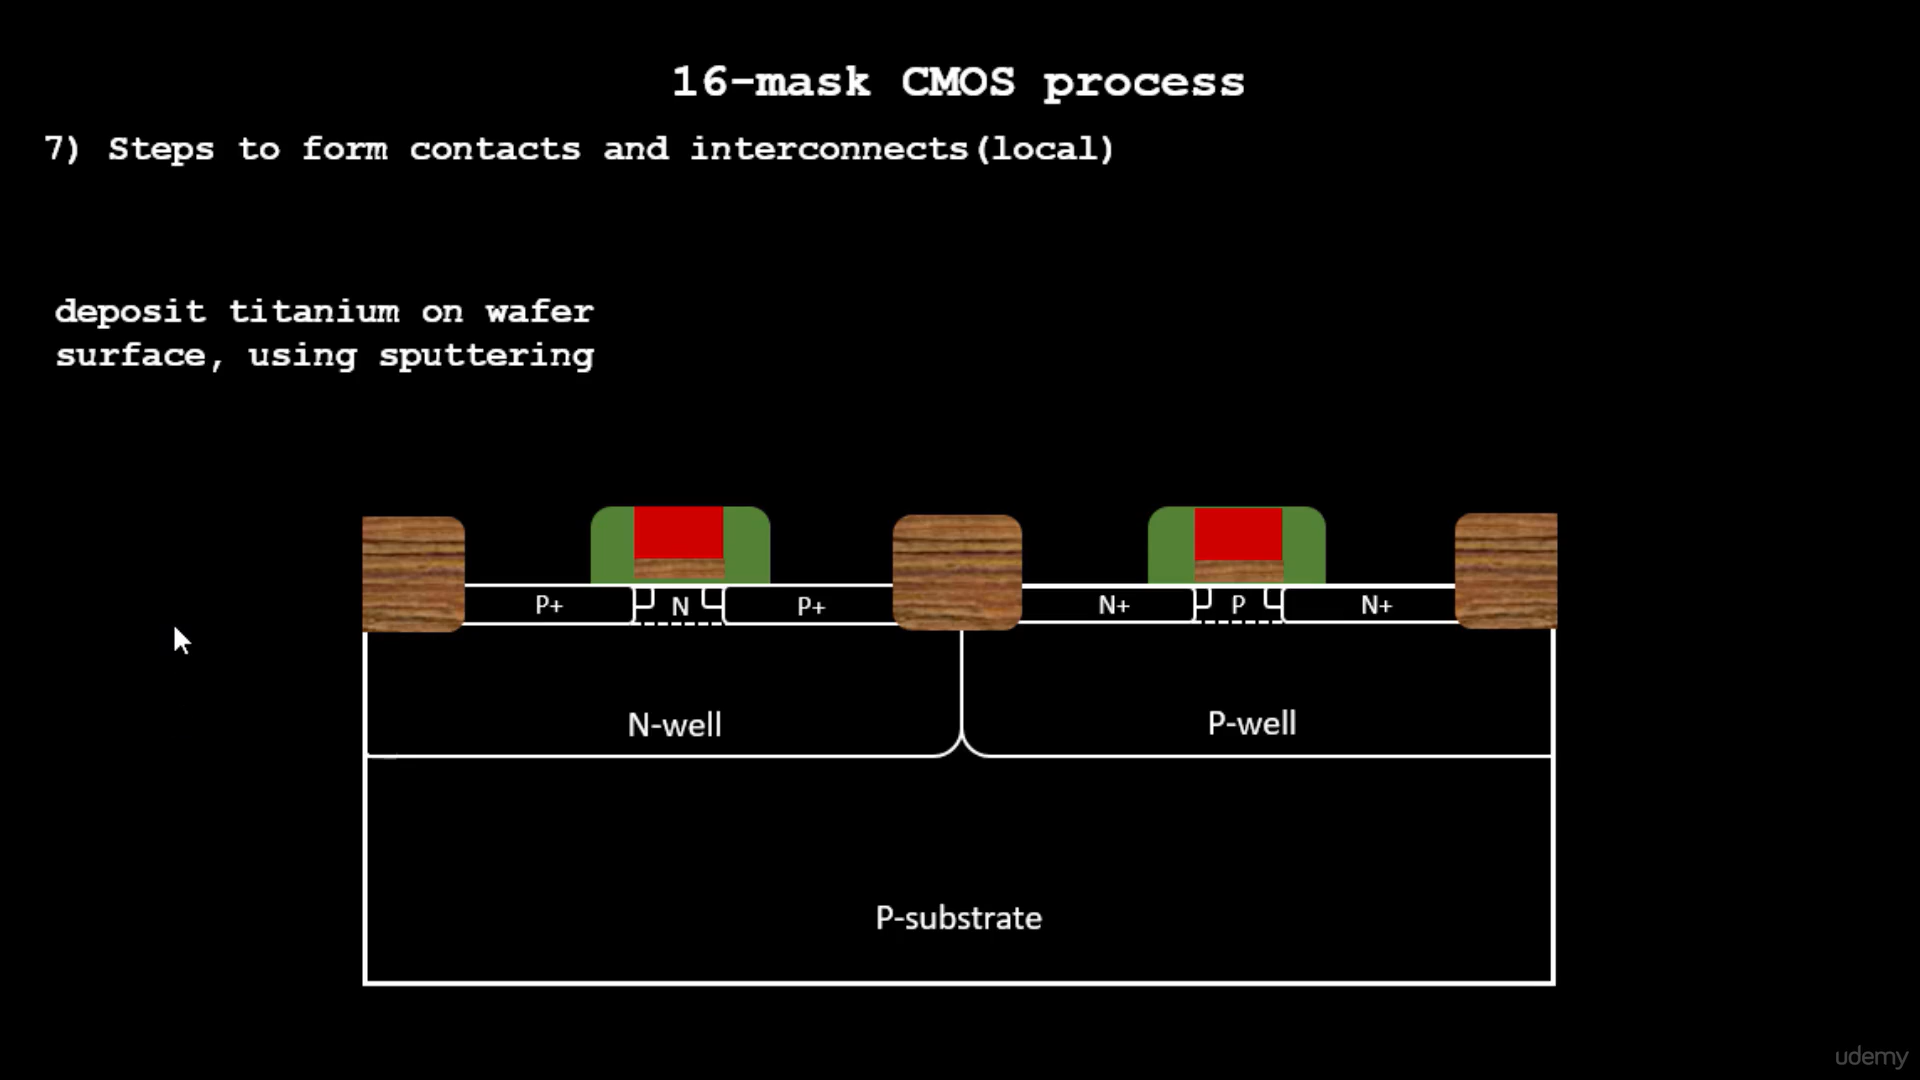 16-mask CMOS process
7) Steps to form contacts and interconnects(local)
deposit titanium on wafer
surface, using sputtering
P+ N P+ N+ P N+
N-well P-well
P-substrate
udemy